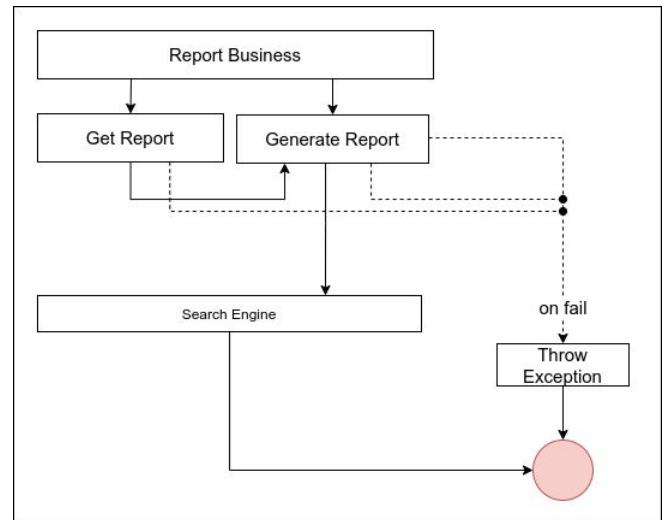 Report Business
Get Report
Generate Report
Search Engine
on fail
Throw
Exception